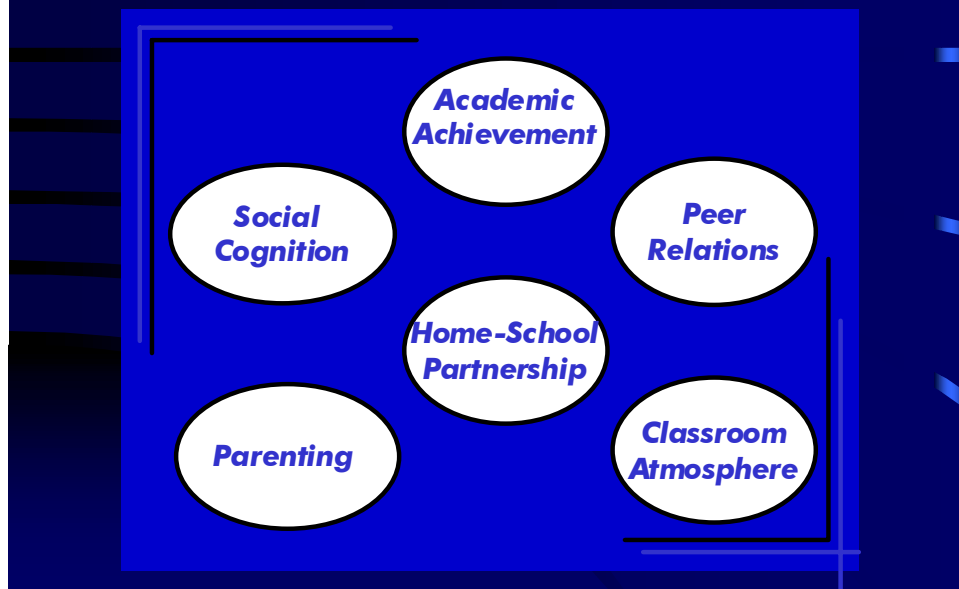 Academic
Achievement
Social
Cognition
Peer
Relations
Home-School
Partnership
Parenting
Classroom
Atmosphere